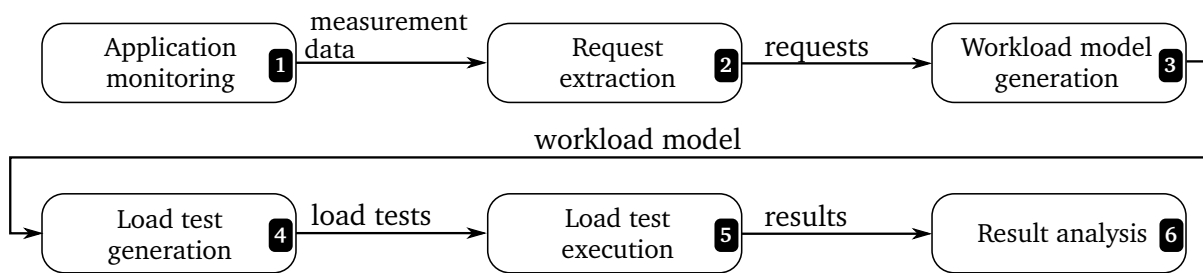 Application
monitoring
1
measurement
data
Request
extraction
2
requests
Workload model
generation
3
workload model
Load test
generation
4
load tests
Load test
execution
5
results
Result analysis
6